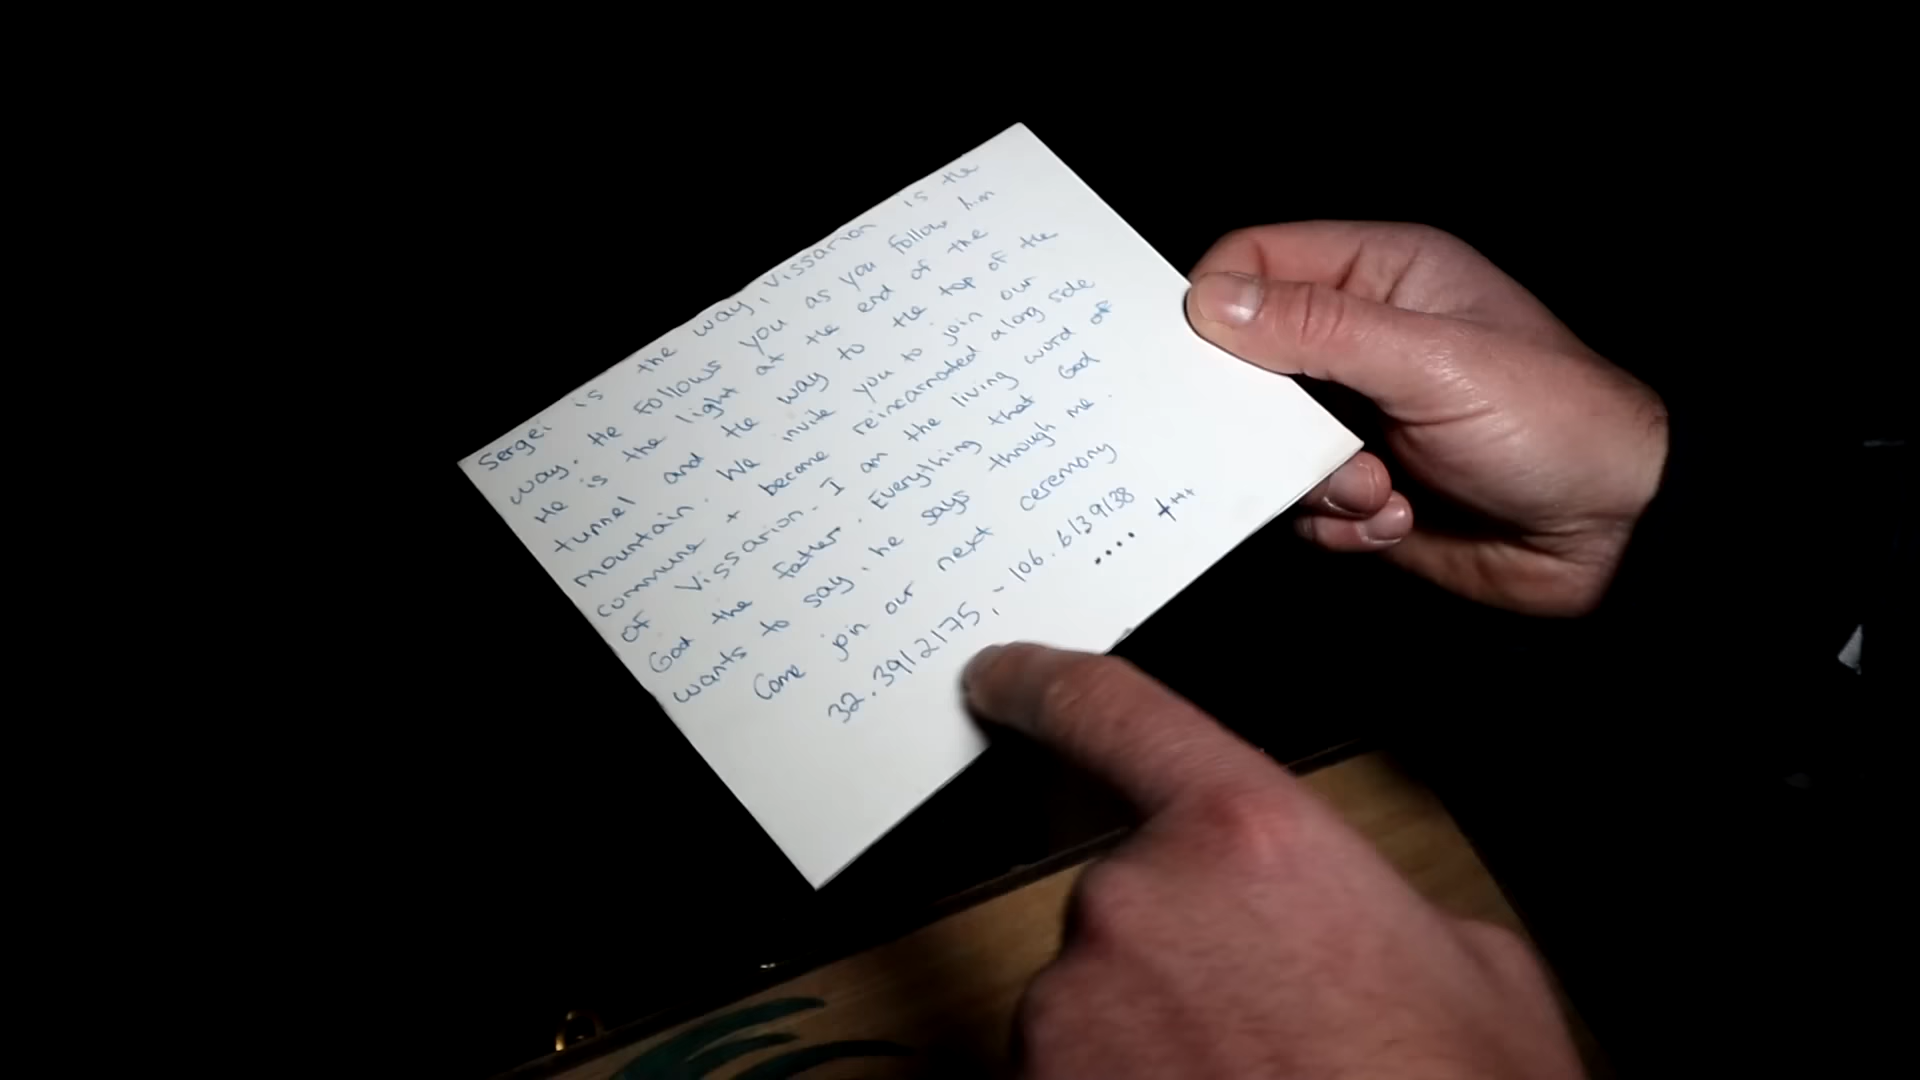 Sergei is the way, Vissarion is the
way. He follows you as you follow him
He is the light at the end of the
tunnel and the way to the top of the
mountain. We invite you to join our
commune + become reincarnated along side
of Vissarion. I am the living word of
God the father. Everything that God
wants to say, he says through me.
Come join our next ceremony
32.3912175, -106.6139138
.... ++++